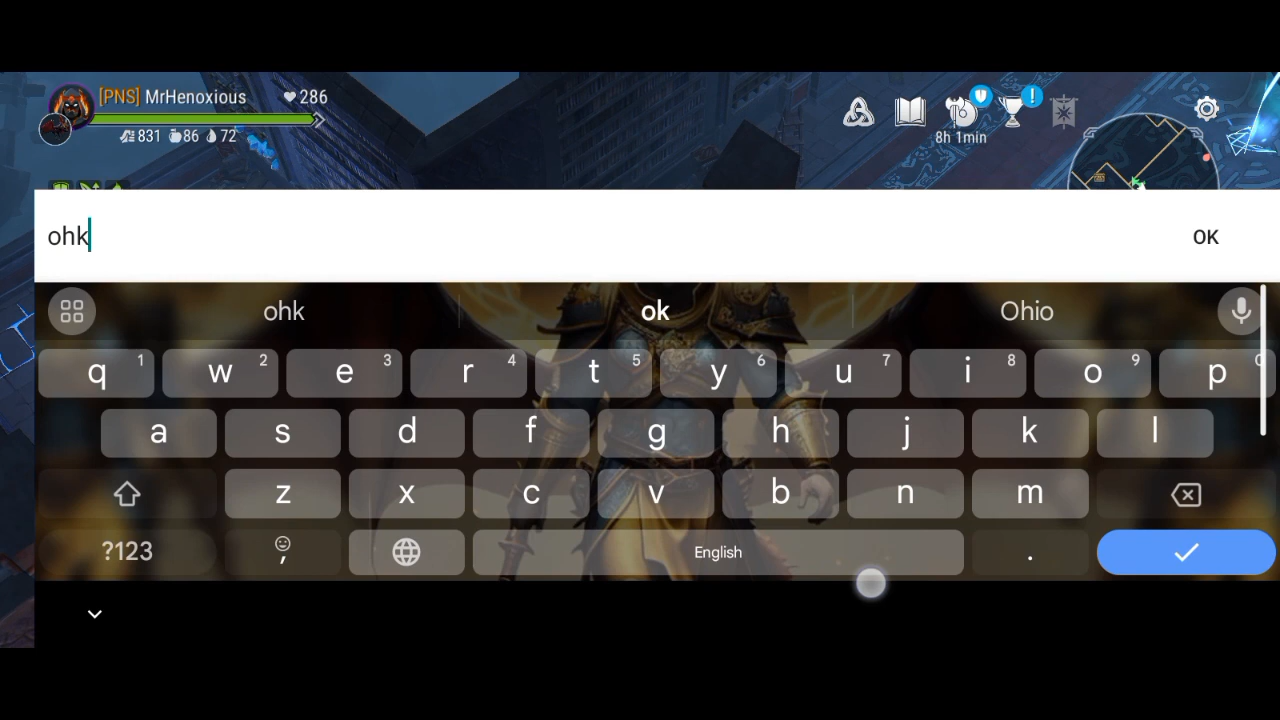 [PNS] MrHenoxious 286
831 86 72
8h 1min
ohk OK
ohk ok Ohio
q 1 w 2 e 3 r 4 t 5 y 6 u 7 i 8 o 9 p 0
a s d f g h j k l
z x c v b n m
?123 , English .